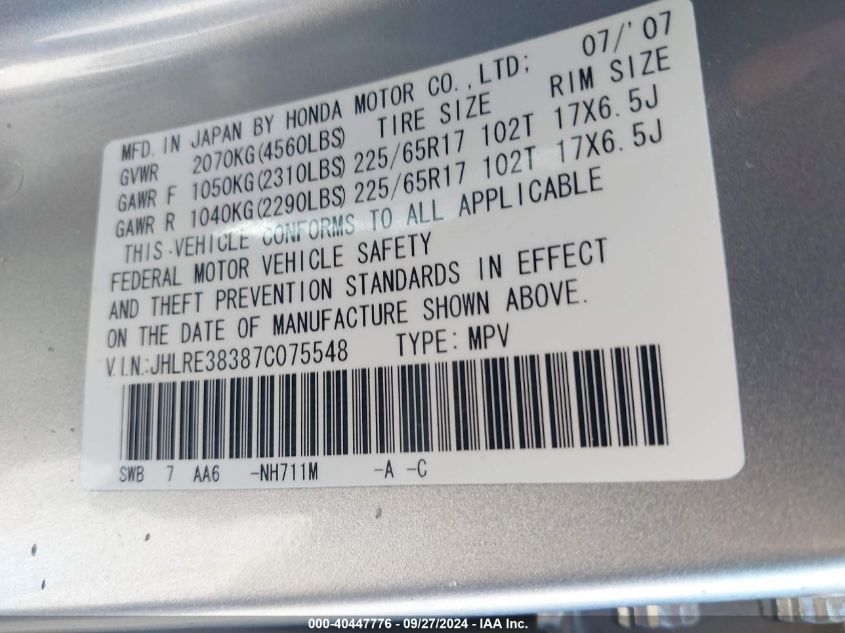 MFD. IN JAPAN BY HONDA MOTOR CO.,LTD; 07/'07
GVWR 2070KG(4560LBS) TIRE SIZE RIM SIZE
GAWR F 1050KG(2310LBS) 225/65R17 102T 17X6.5J
GAWR R 1040KG(2290LBS) 225/65R17 102T 17X6.5J
THIS VEHICLE CONFORMS TO ALL APPLICABLE
FEDERAL MOTOR VEHICLE SAFETY
AND THEFT PREVENTION STANDARDS IN EFFECT
ON THE DATE OF MANUFACTURE SHOWN ABOVE.
V.I.N.:JHLRE38387C075548 TYPE: MPV
SWB 7 AA6 -NH711M -A -C
000-40447776 - 09/27/2024 - IAA Inc.